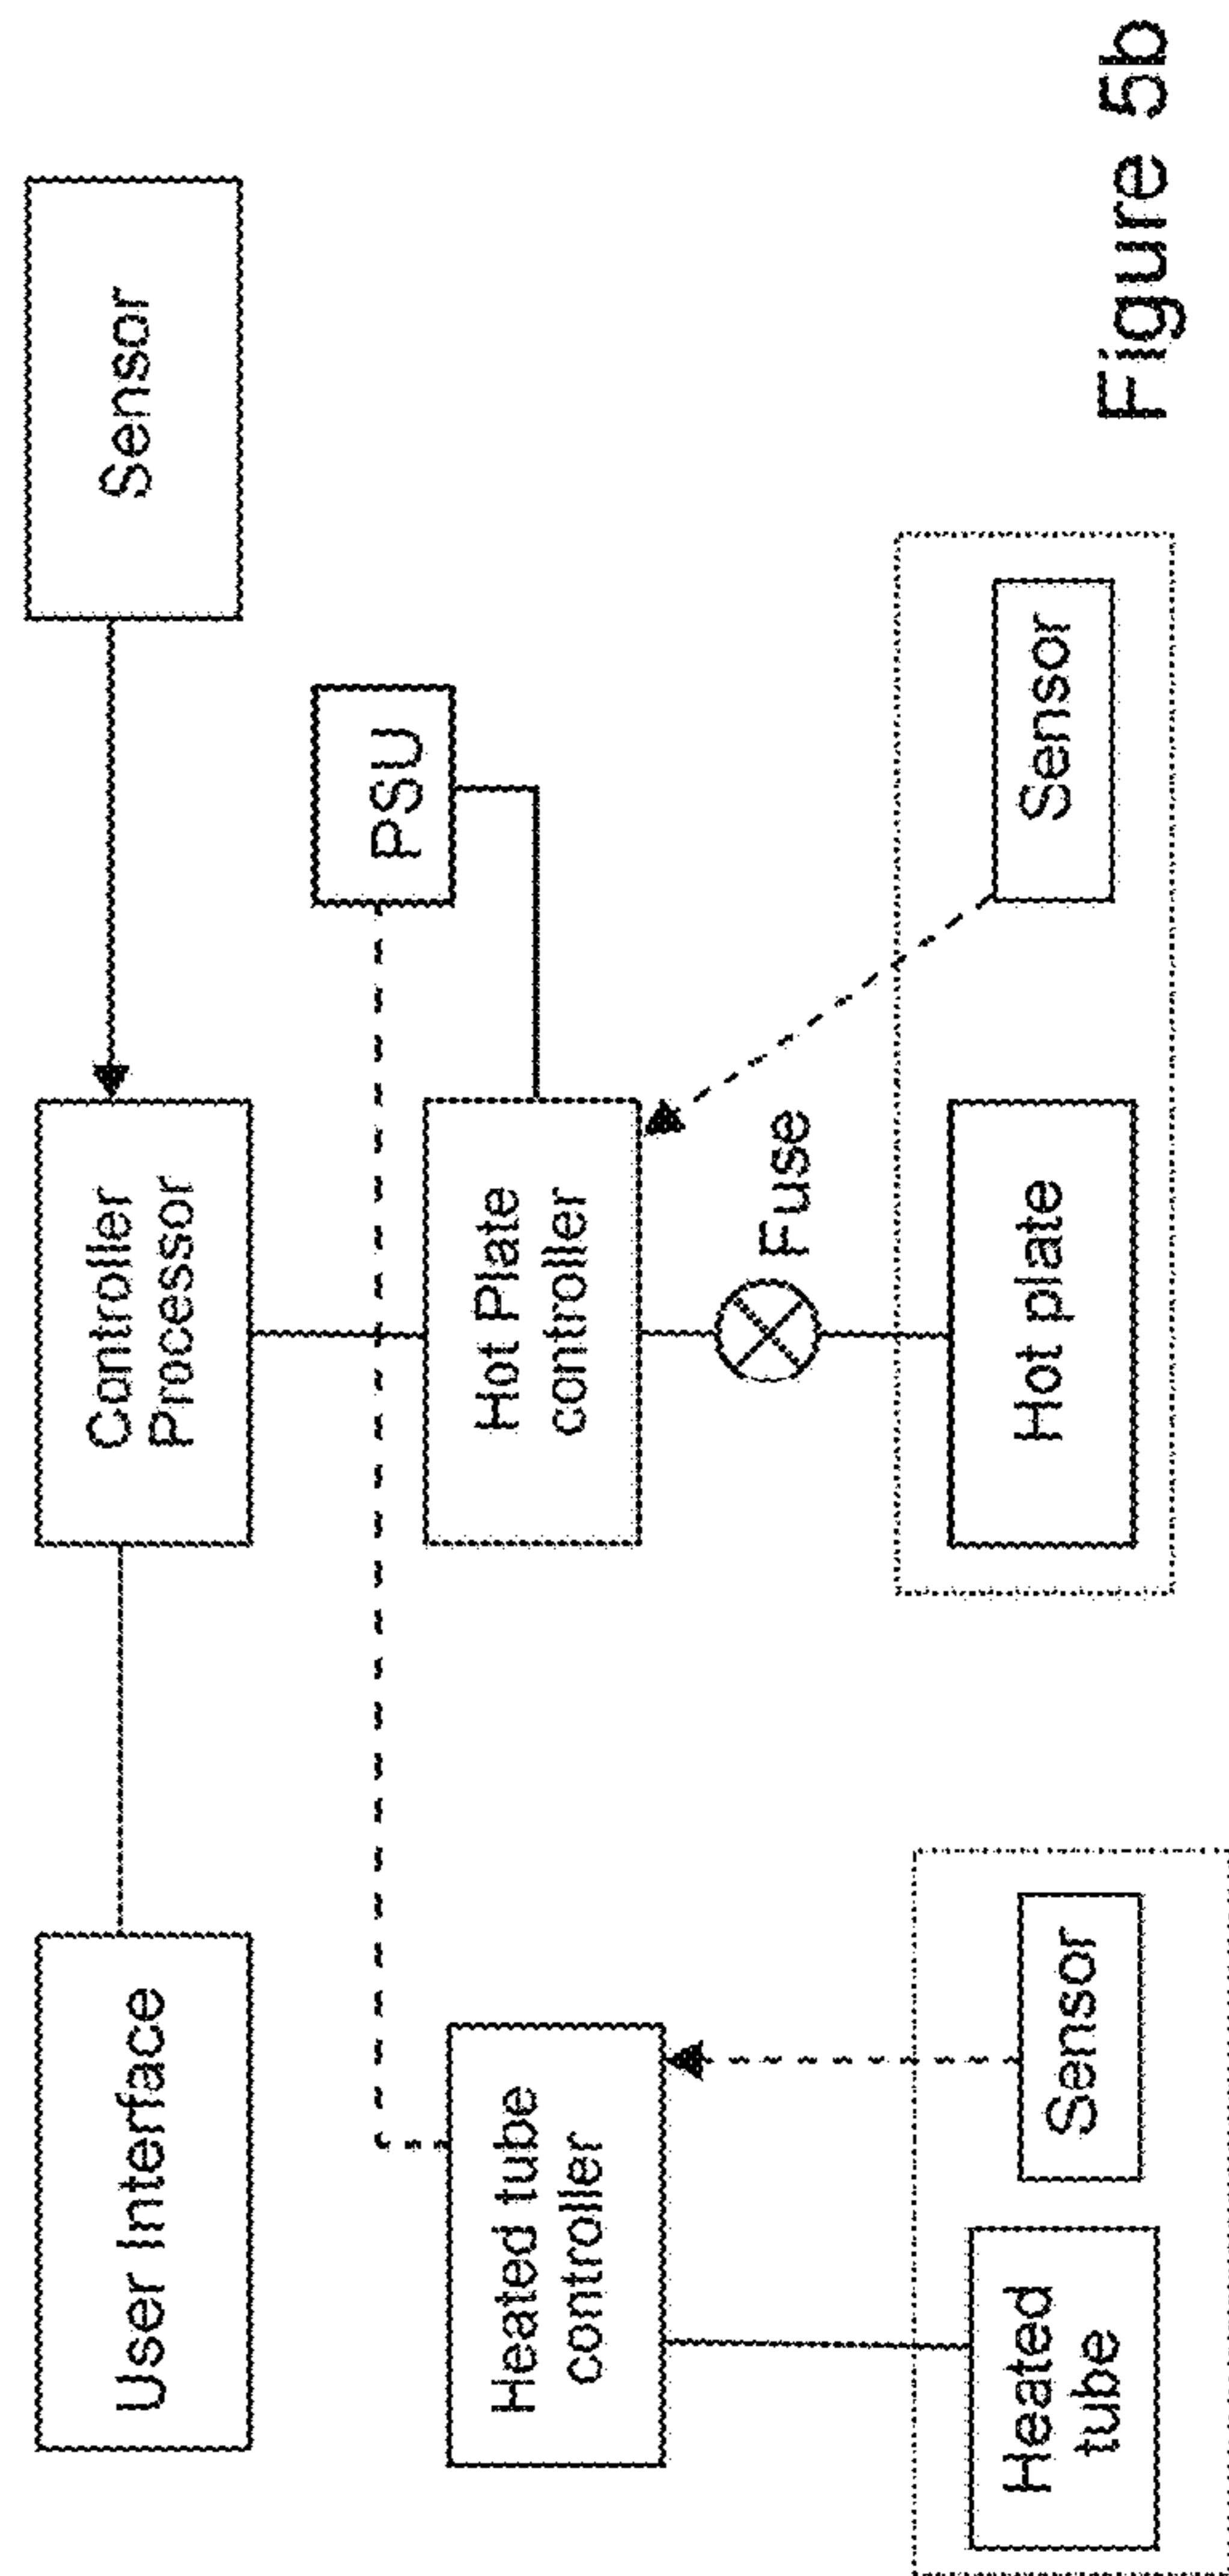 User Interface
Controller
Processor
Sensor
PSU
Heated tube
controller
Hot Plate
controller
Fuse
Heated
tube
Sensor
Hot plate
Sensor
Figure 5b